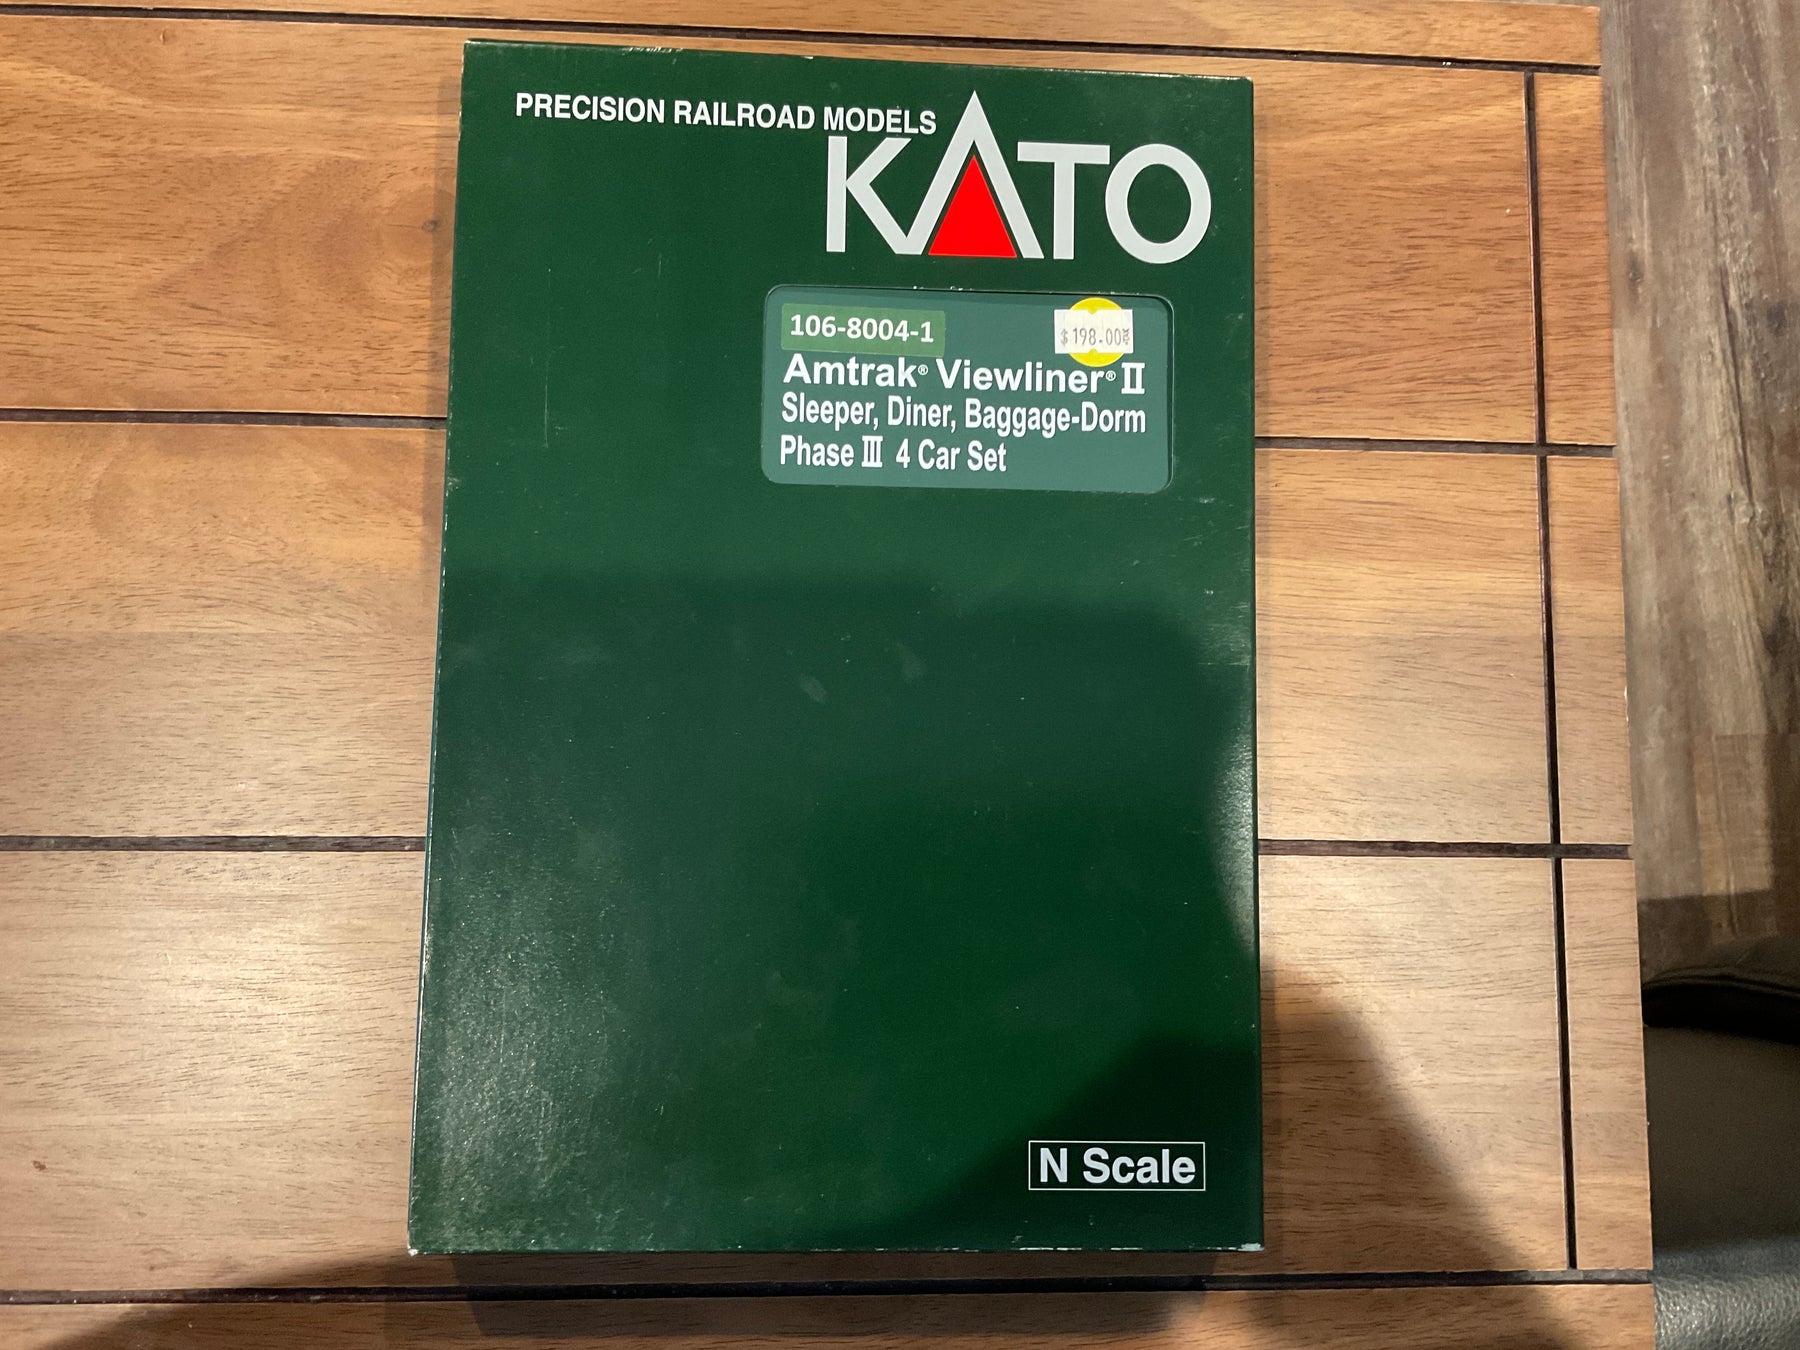 PRECISION RAILROAD MODELS
KATO
106-8004-1
$198.00
Amtrak® Viewliner® II
Sleeper, Diner, Baggage-Dorm
Phase III 4 Car Set
N Scale